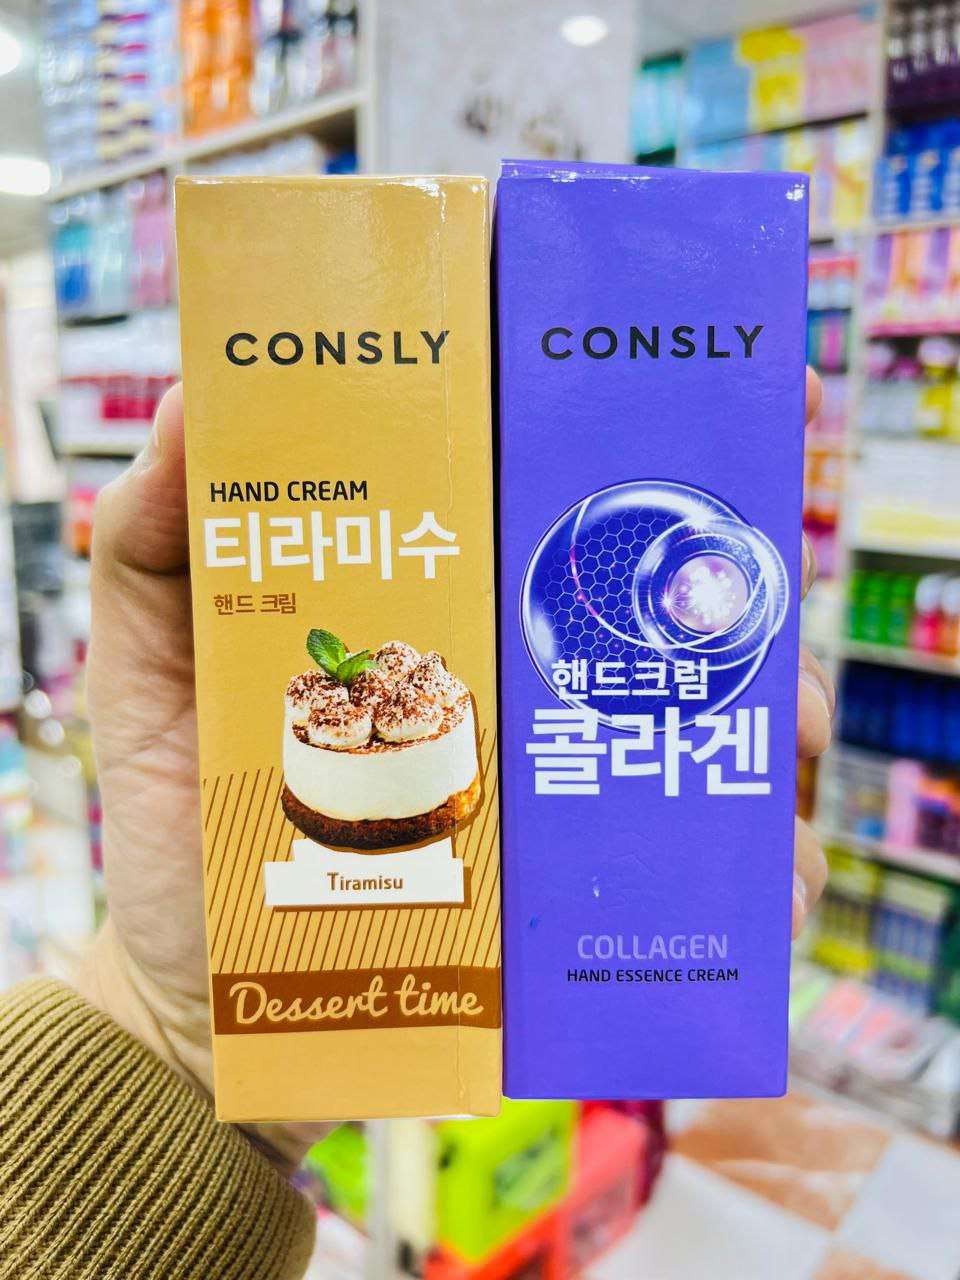 CONSLY
HAND CREAM
티라미수
핸드 크림
Tiramisu
Dessert time
CONSLY
핸드크림
콜라겐
COLLAGEN
HAND ESSENCE CREAM